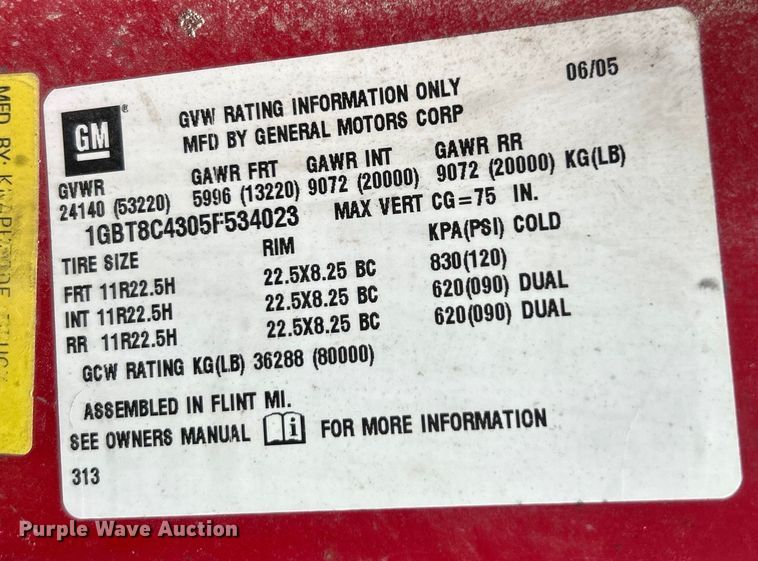 GM ®
GVW RATING INFORMATION ONLY 06/05
MFD BY GENERAL MOTORS CORP
GVWR GAWR FRT GAWR INT GAWR RR
24140 (53220) 5996 (13220) 9072 (20000) 9072 (20000) KG(LB)
1GBT8C4305F534023 MAX VERT CG=75 IN.
TIRE SIZE RIM KPA(PSI) COLD
FRT 11R22.5H 22.5X8.25 BC 830(120)
INT 11R22.5H 22.5X8.25 BC 620(090) DUAL
RR 11R22.5H 22.5X8.25 BC 620(090) DUAL
GCW RATING KG(LB) 36288 (80000)
ASSEMBLED IN FLINT MI.
SEE OWNERS MANUAL i FOR MORE INFORMATION
313
MFD BY
Purple Wave Auction